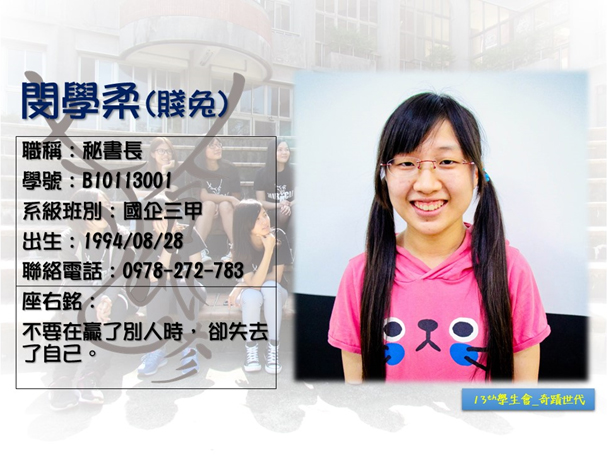 閔學柔(賤兔)
職稱：秘書長
學號：B10113001
系級班別：國企三甲
出生：1994/08/28
聯絡電話：0978-272-783
座右銘：
不要在贏了別人時，卻失去
了自己。
13th學生會_奇蹟世代